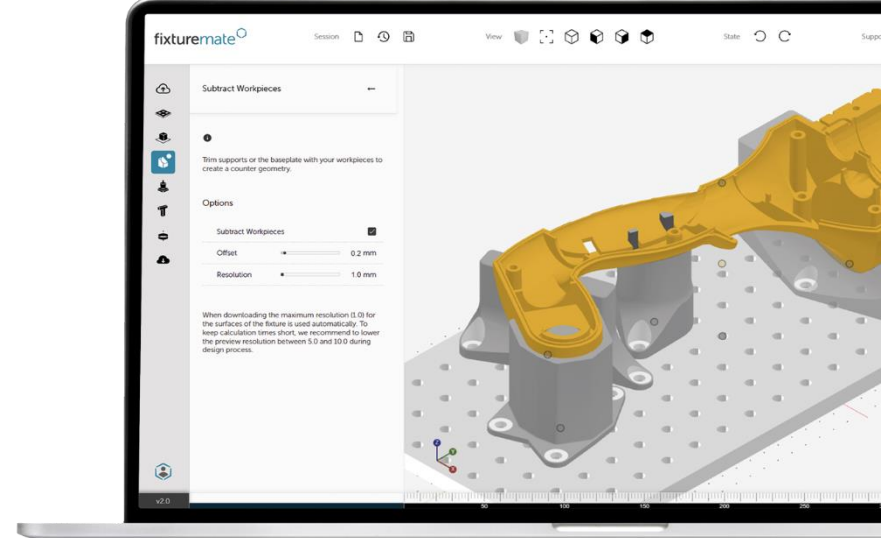 fixturemate
Session
View
State
Suppo
Subtract Workpieces
Trim supports or the baseplate with your workpieces to
create a counter geometry.
Options
Subtract Workpieces
Offset 0.2 mm
Resolution 1.0 mm
When downloading the maximum resolution (1.0) for
the surfaces of the fixture is used automatically. To
keep calculation times short, we recommend to lower
the preview resolution between 5.0 and 10.0 during
design process.
v2.0
50 100 150 200 250